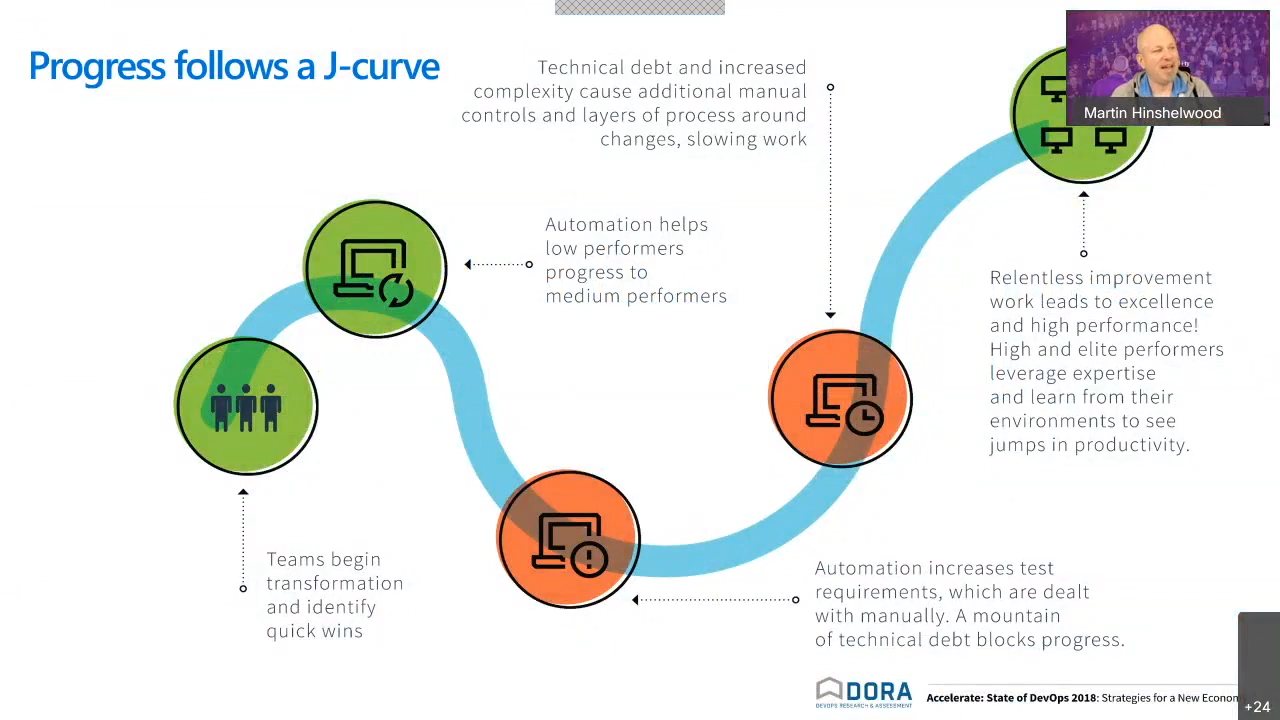 Progress follows a J-curve
Technical debt and increased
complexity cause additional manual
controls and layers of process around
changes, slowing work
Martin Hinshelwood
Automation helps
low performers
progress to
medium performers
Relentless improvement
work leads to excellence
and high performance!
High and elite performers
leverage expertise
and learn from their
environments to see
jumps in productivity.
Teams begin
transformation
and identify
quick wins
Automation increases test
requirements, which are dealt
with manually. A mountain
of technical debt blocks progress.
DORA
DEVOPS RESEARCH & ASSESSMENT
Accelerate: State of DevOps 2018: Strategies for a New Econom
+24